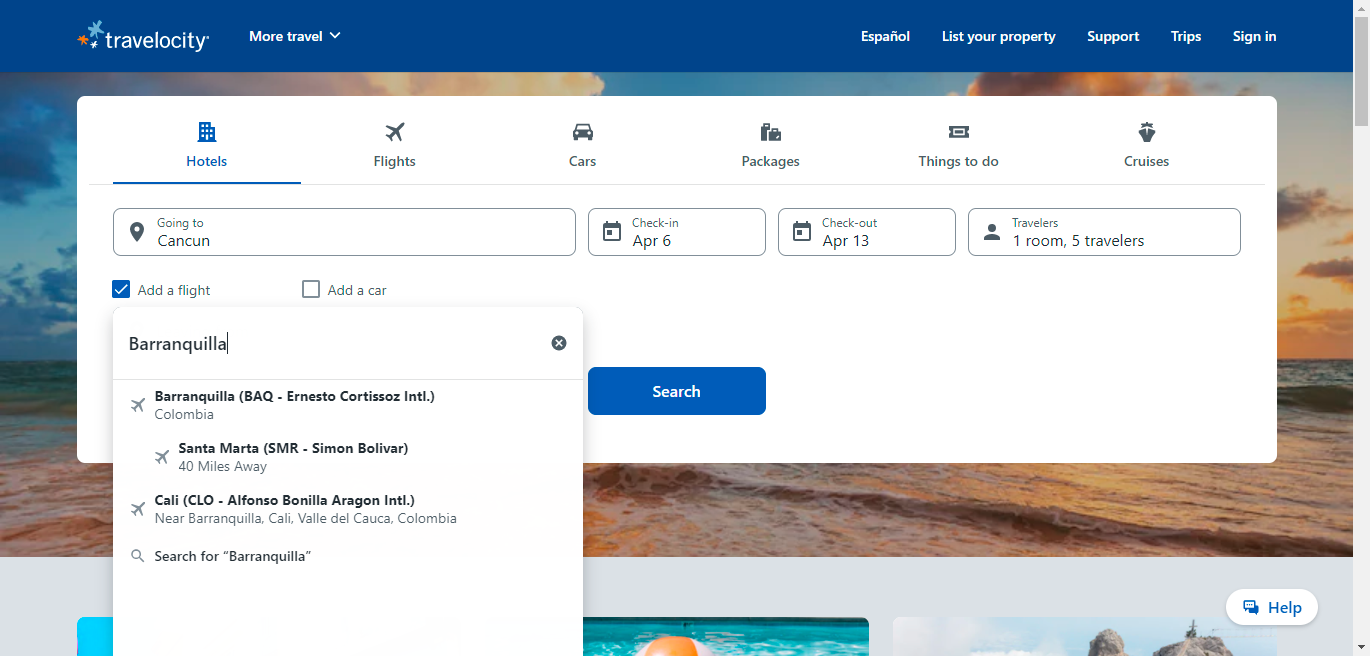 travelocity
More travel
Español
List your property
Support
Trips
Sign in
Hotels
Flights
Cars
Packages
Things to do
Cruises
Going to
Cancun
Check-in
Apr 6
Check-out
Apr 13
Travelers
1 room, 5 travelers
Add a flight
Add a car
Barranquilla
Barranquilla (BAQ - Ernesto Cortissoz Intl.)
Colombia
Santa Marta (SMR - Simon Bolivar)
40 Miles Away
Cali (CLO - Alfonso Bonilla Aragon Intl.)
Near Barranquilla, Cali, Valle del Cauca, Colombia
Search for “Barranquilla”
Search
Help